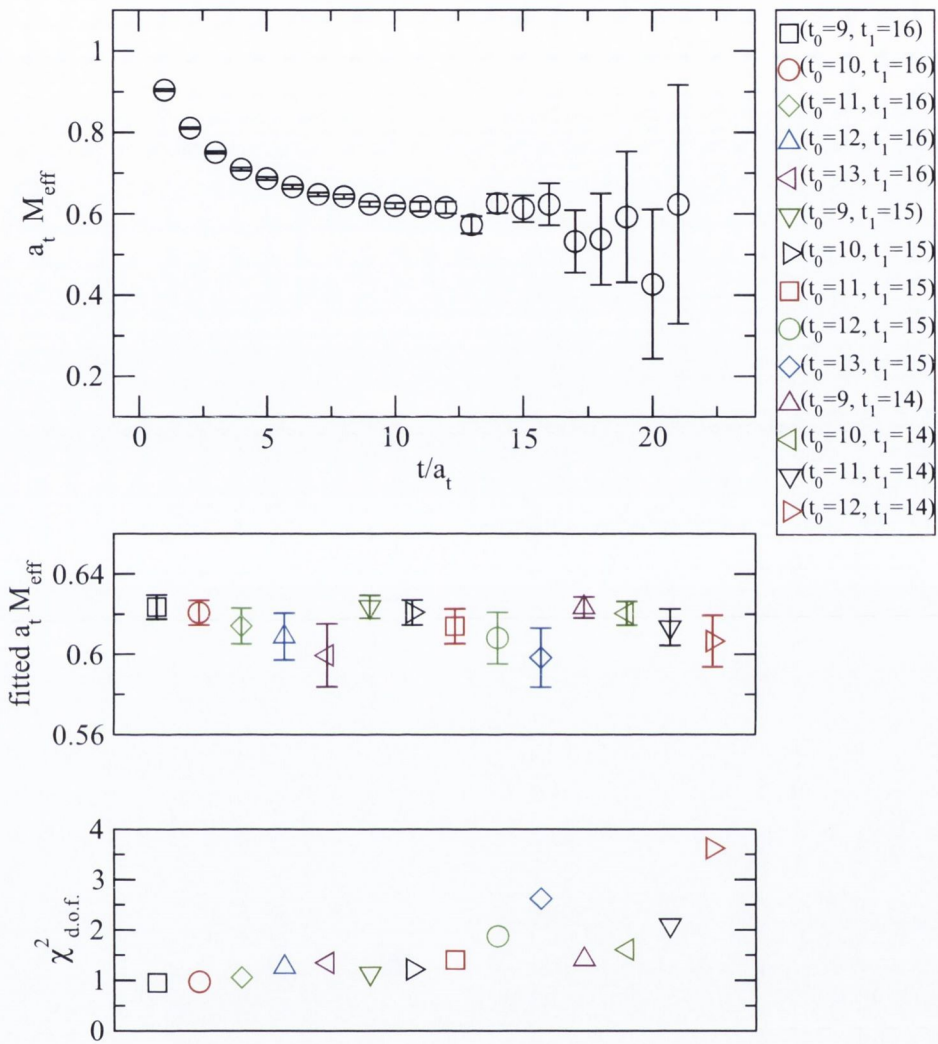 1
0.8
0.6
0.4
0.2
a_t M_eff
0 5 10 15 20
t/a_t
(t_0=9, t_1=16)
(t_0=10, t_1=16)
(t_0=11, t_1=16)
(t_0=12, t_1=16)
(t_0=13, t_1=16)
(t_0=9, t_1=15)
(t_0=10, t_1=15)
(t_0=11, t_1=15)
(t_0=12, t_1=15)
(t_0=13, t_1=15)
(t_0=9, t_1=14)
(t_0=10, t_1=14)
(t_0=11, t_1=14)
(t_0=12, t_1=14)
0.64
0.6
0.56
fitted a_t M_eff
4
3
2
1
0
χ²_d.o.f.